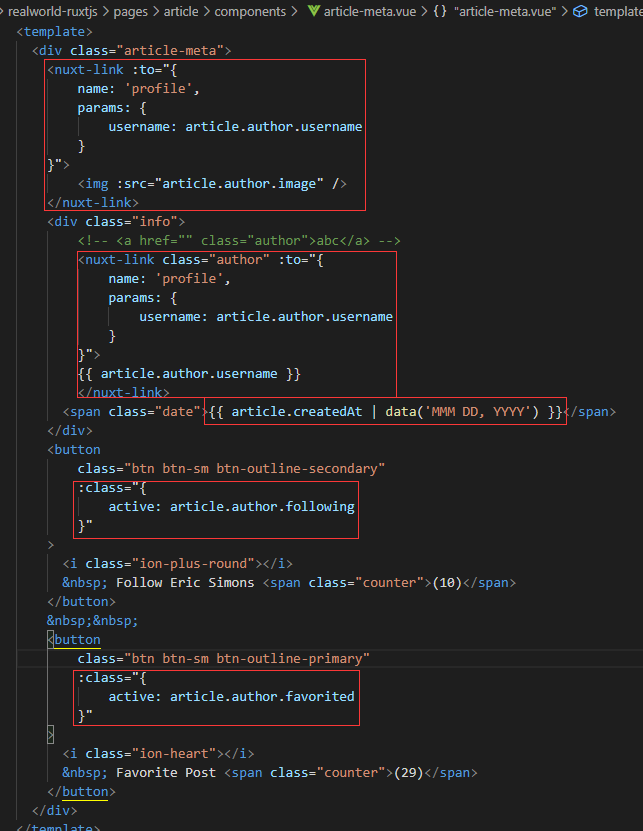 realworld-ruxtjs > pages > article > components > article-meta.vue > {} "article-meta.vue" > template
<template>
<div class="article-meta">
<nuxt-link :to="{
name: 'profile',
params: {
username: article.author.username
}
}">
<img :src="article.author.image" />
</nuxt-link>
<div class="info">
<!-- <a href="" class="author">abc</a> -->
<nuxt-link class="author" :to="{
name: 'profile',
params: {
username: article.author.username
}
}">
{{ article.author.username }}
</nuxt-link>
<span class="date">{{ article.createdAt | data('MMM DD, YYYY') }}</span>
</div>
<button
class="btn btn-sm btn-outline-secondary"
:class="{
active: article.author.following
}"
>
<i class="ion-plus-round"></i>
&nbsp; Follow Eric Simons <span class="counter">(10)</span>
</button>
&nbsp;&nbsp;
<button
class="btn btn-sm btn-outline-primary"
:class="{
active: article.author.favorited
}"
>
<i class="ion-heart"></i>
&nbsp; Favorite Post <span class="counter">(29)</span>
</button>
</div>
</template>